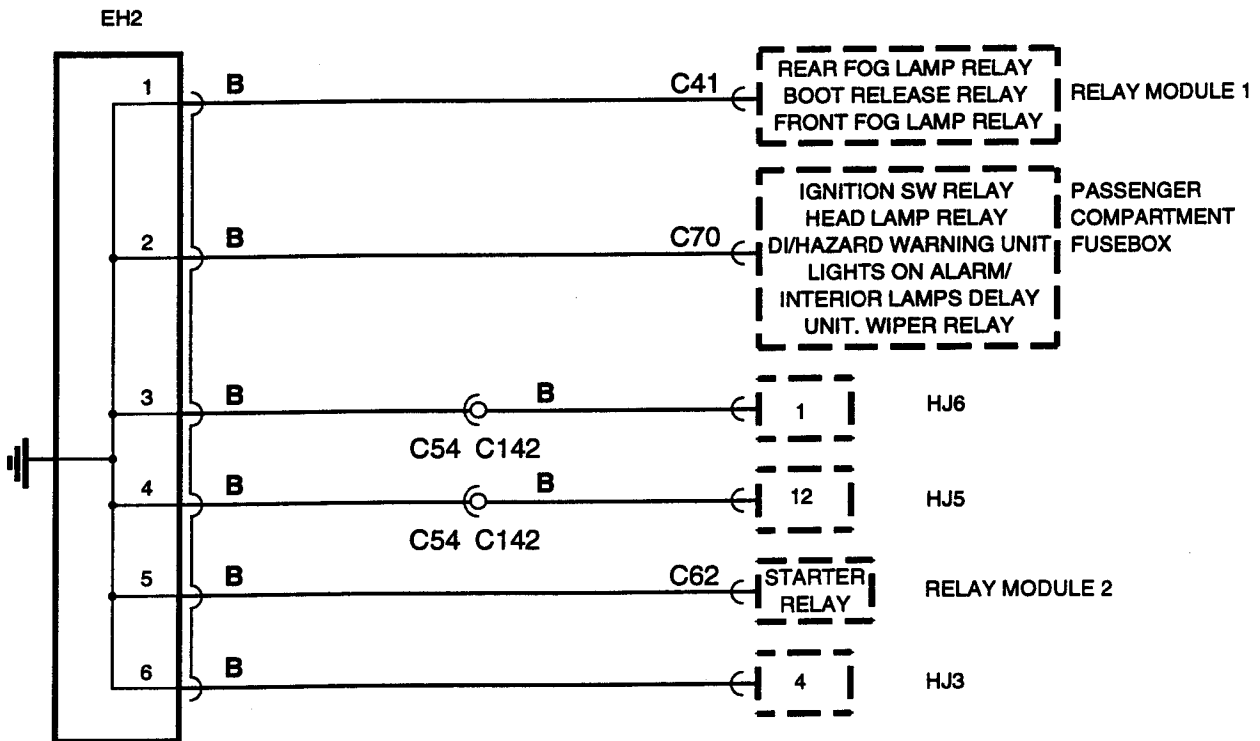 EH2
1 B C41 REAR FOG LAMP RELAY
BOOT RELEASE RELAY
FRONT FOG LAMP RELAY
RELAY MODULE 1
2 B C70 IGNITION SW RELAY
HEAD LAMP RELAY
DI/HAZARD WARNING UNIT
LIGHTS ON ALARM/
INTERIOR LAMPS DELAY
UNIT. WIPER RELAY
PASSENGER
COMPARTMENT
FUSEBOX
3 B B 1 HJ6
C54 C142
4 B B 12 HJ5
C54 C142
5 B C62 STARTER
RELAY
RELAY MODULE 2
6 B 4 HJ3